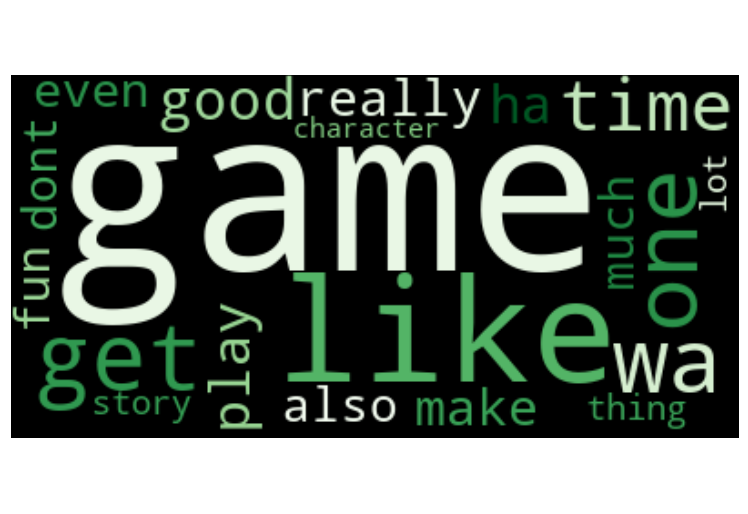 even
good
really
ha
time
character
dont
game
lot
much
one
fun
like
get
play
wa
story
also
make
thing